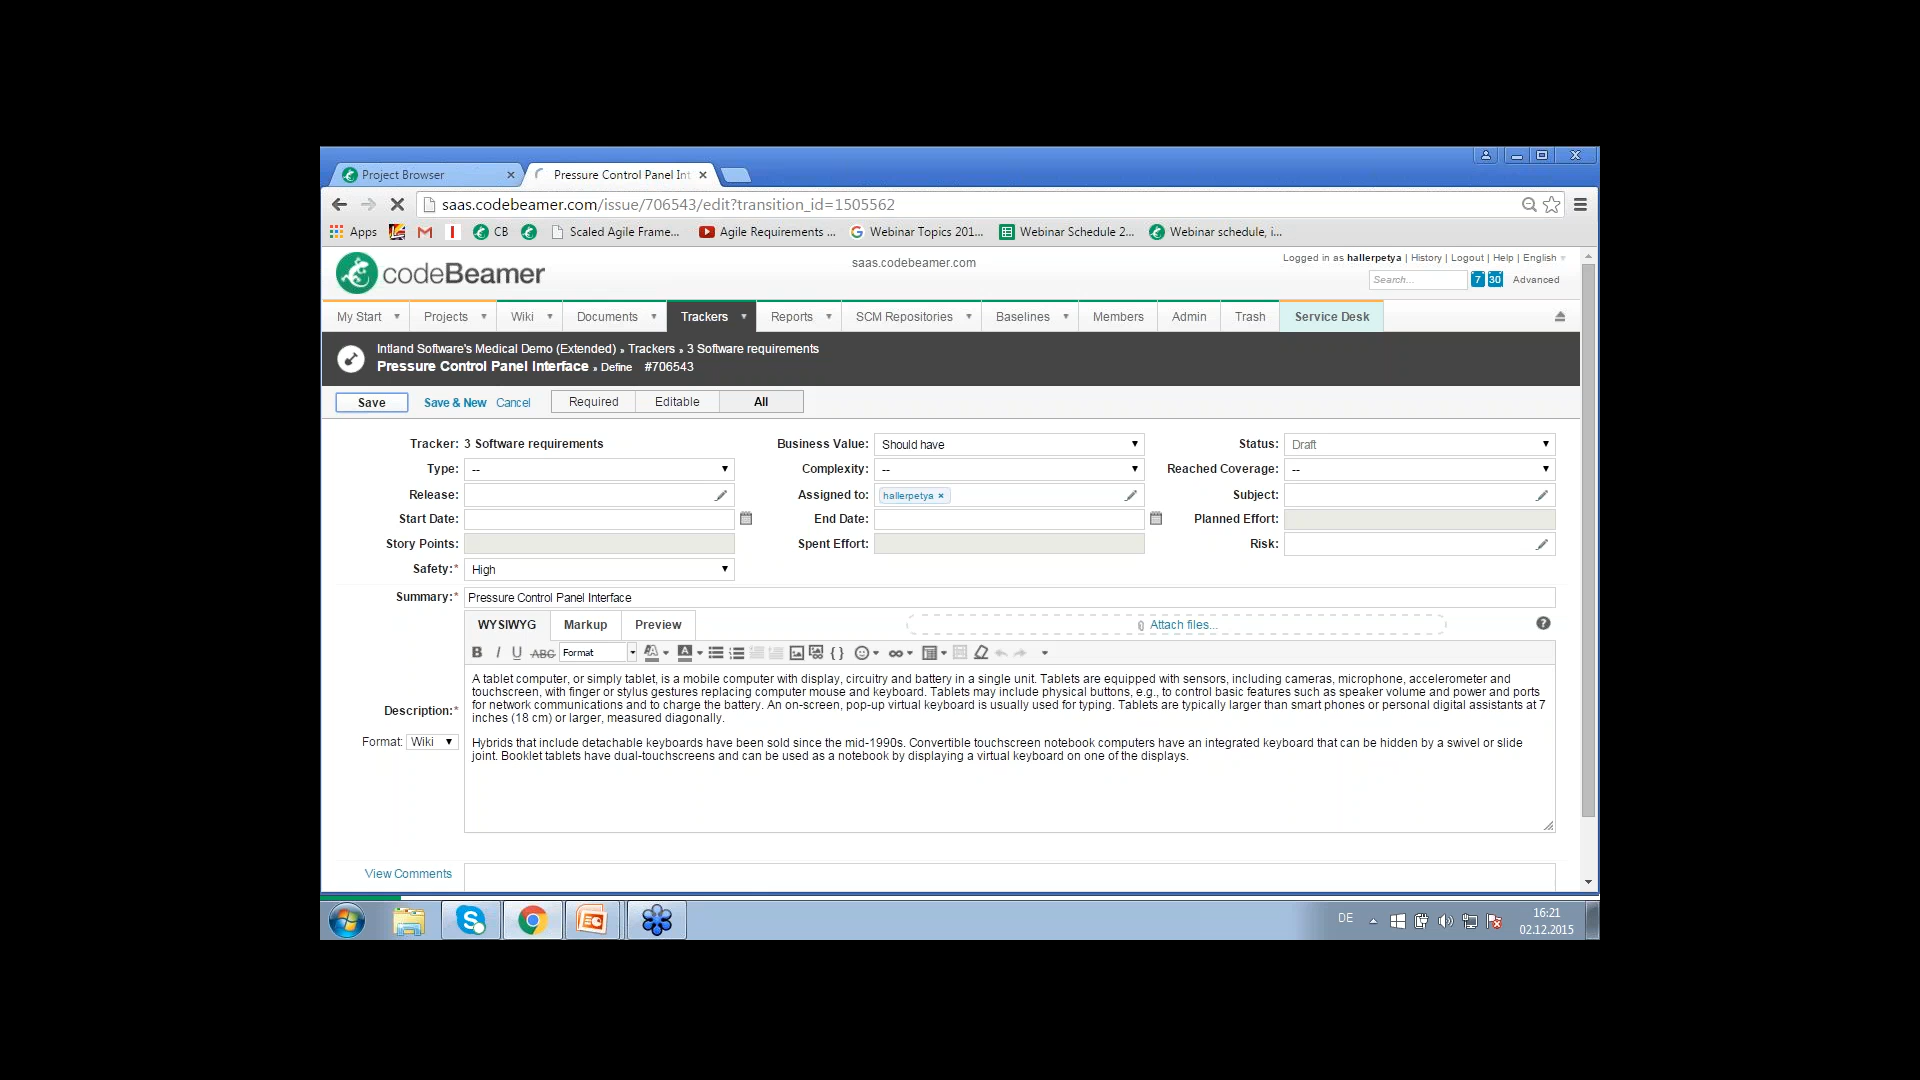 Project Browser
Pressure Control Panel Int
saas.codebeamer.com/issue/706543/edit?transition_id=1505562
Apps
CB
Scaled Agile Frame...
Agile Requirements ...
Webinar Topics 201...
Webinar Schedule 2...
Webinar schedule, i...
codeBeamer
saas.codebeamer.com
Logged in as hallerpetya | History | Logout | Help | English
Search...
7
30
Advanced
My Start
Projects
Wiki
Documents
Trackers
Reports
SCM Repositories
Baselines
Members
Admin
Trash
Service Desk
Intland Software's Medical Demo (Extended) » Trackers » 3 Software requirements
Pressure Control Panel Interface » Define #706543
Save
Save & New
Cancel
Required
Editable
All
Tracker: 3 Software requirements
Business Value: Should have
Status: Draft
Type: --
Complexity: --
Reached Coverage: --
Release:
Assigned to: hallerpetya ×
Subject:
Start Date:
End Date:
Planned Effort:
Story Points:
Spent Effort:
Risk:
Safety:* High
Summary:* Pressure Control Panel Interface
WYSIWYG
Markup
Preview
Attach files...
B I U ABC Format
Description:*
Format: Wiki
A tablet computer, or simply tablet, is a mobile computer with display, circuitry and battery in a single unit. Tablets are equipped with sensors, including cameras, microphone, accelerometer and
touchscreen, with finger or stylus gestures replacing computer mouse and keyboard. Tablets may include physical buttons, e.g., to control basic features such as speaker volume and power and ports
for network communications and to charge the battery. An on-screen, pop-up virtual keyboard is usually used for typing. Tablets are typically larger than smart phones or personal digital assistants at 7
inches (18 cm) or larger, measured diagonally.
Hybrids that include detachable keyboards have been sold since the mid-1990s. Convertible touchscreen notebook computers have an integrated keyboard that can be hidden by a swivel or slide
joint. Booklet tablets have dual-touchscreens and can be used as a notebook by displaying a virtual keyboard on one of the displays.
View Comments
DE
16:21
02.12.2015